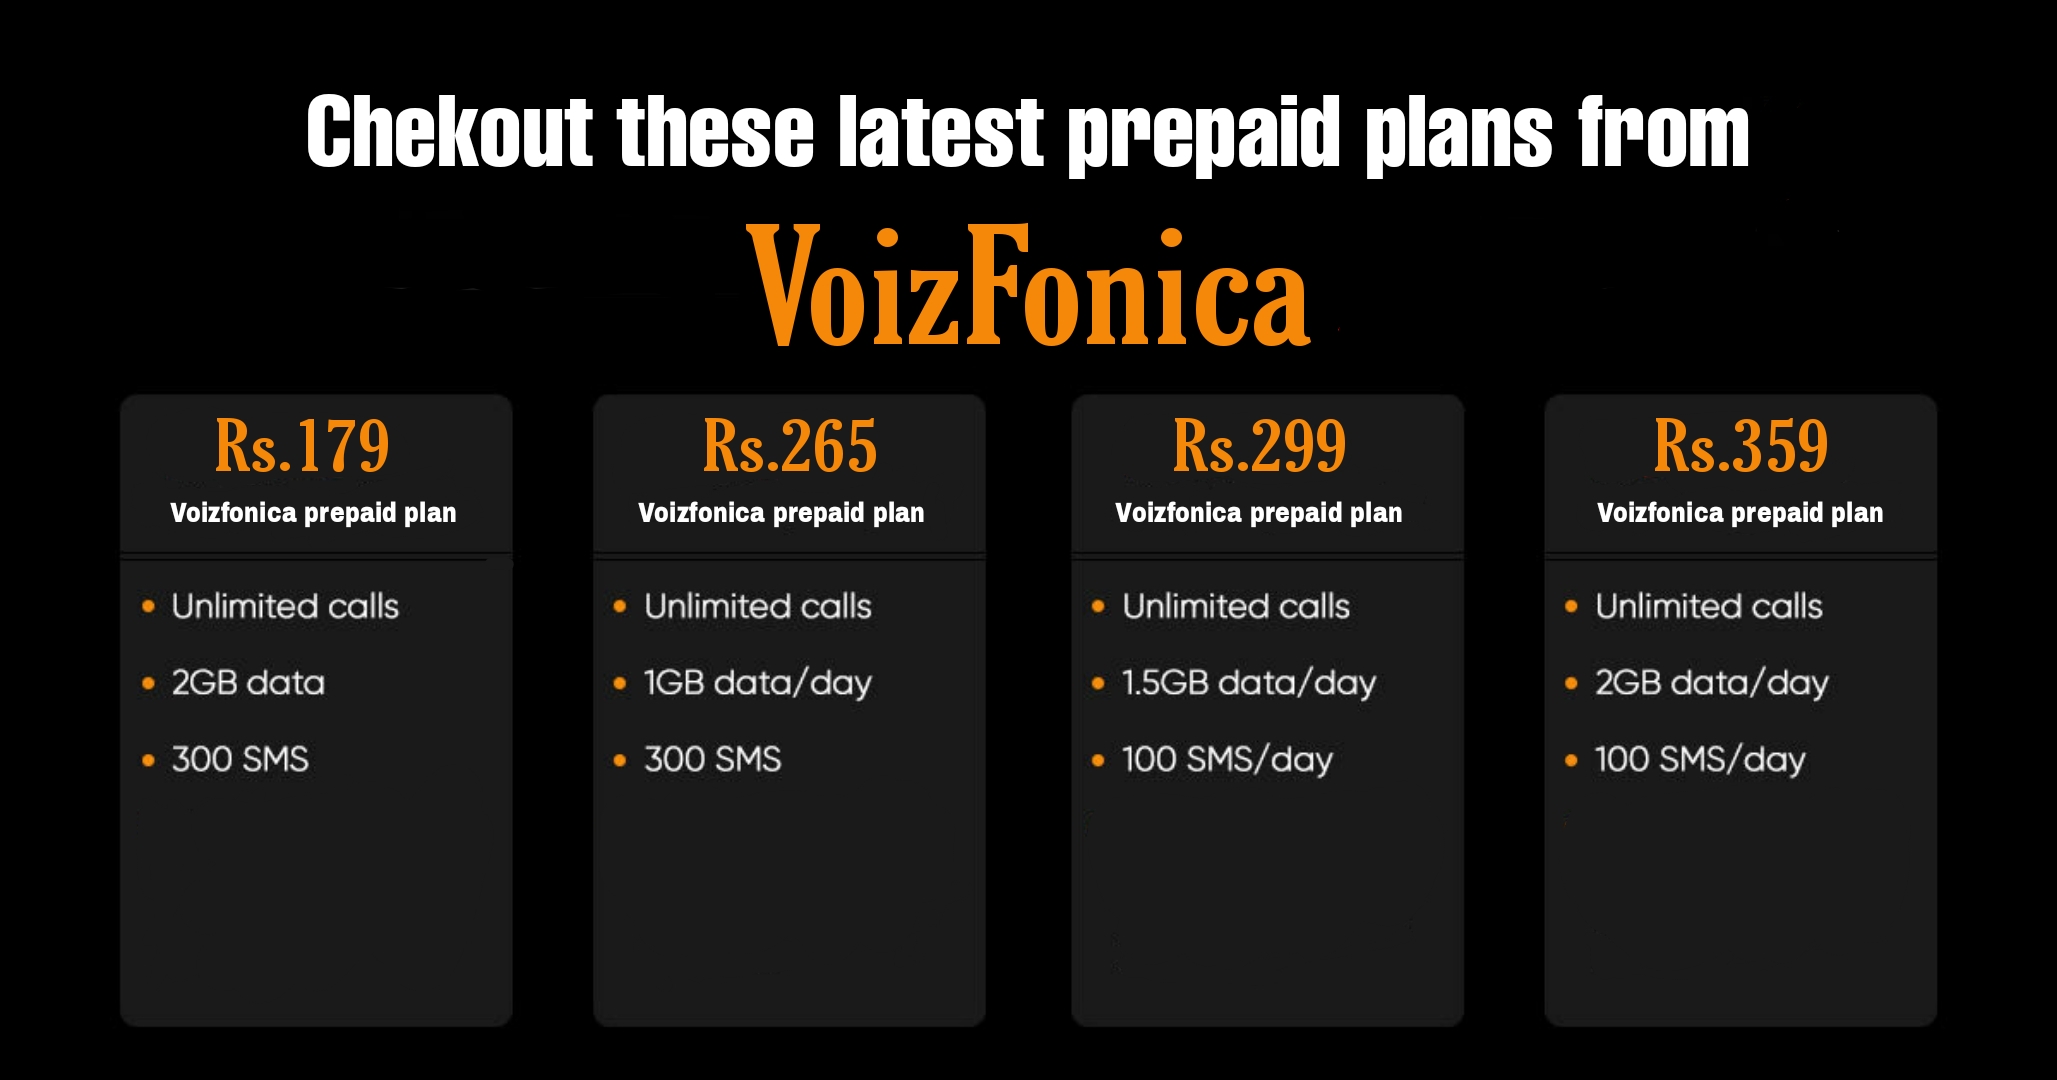 Chekout these latest prepaid plans from
VoizFonica
Rs.179
Voizfonica prepaid plan
Unlimited calls
2GB data
300 SMS
Rs.265
Voizfonica prepaid plan
Unlimited calls
1GB data/day
300 SMS
Rs.299
Voizfonica prepaid plan
Unlimited calls
1.5GB data/day
100 SMS/day
Rs.359
Voizfonica prepaid plan
Unlimited calls
2GB data/day
100 SMS/day